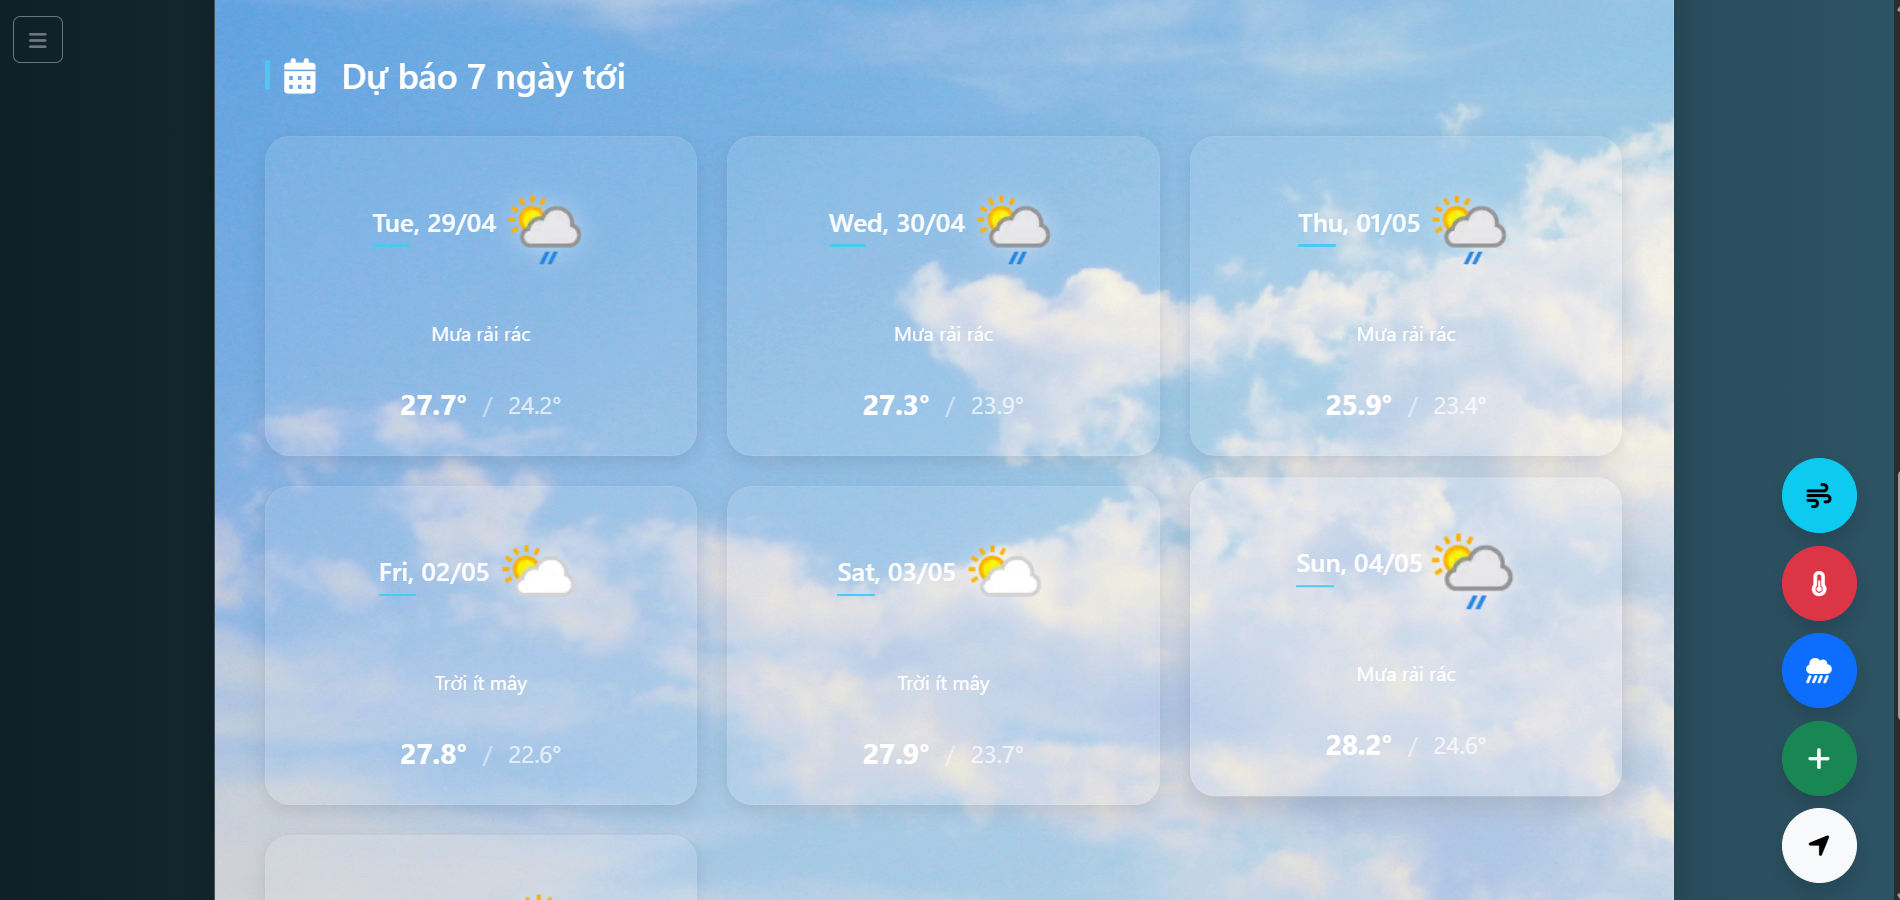 Dự báo 7 ngày tới
Tue, 29/04
Mưa rải rác
27.7° / 24.2°
Wed, 30/04
Mưa rải rác
27.3° / 23.9°
Thu, 01/05
Mưa rải rác
25.9° / 23.4°
Fri, 02/05
Trời ít mây
27.8° / 22.6°
Sat, 03/05
Trời ít mây
27.9° / 23.7°
Sun, 04/05
Mưa rải rác
28.2° / 24.6°